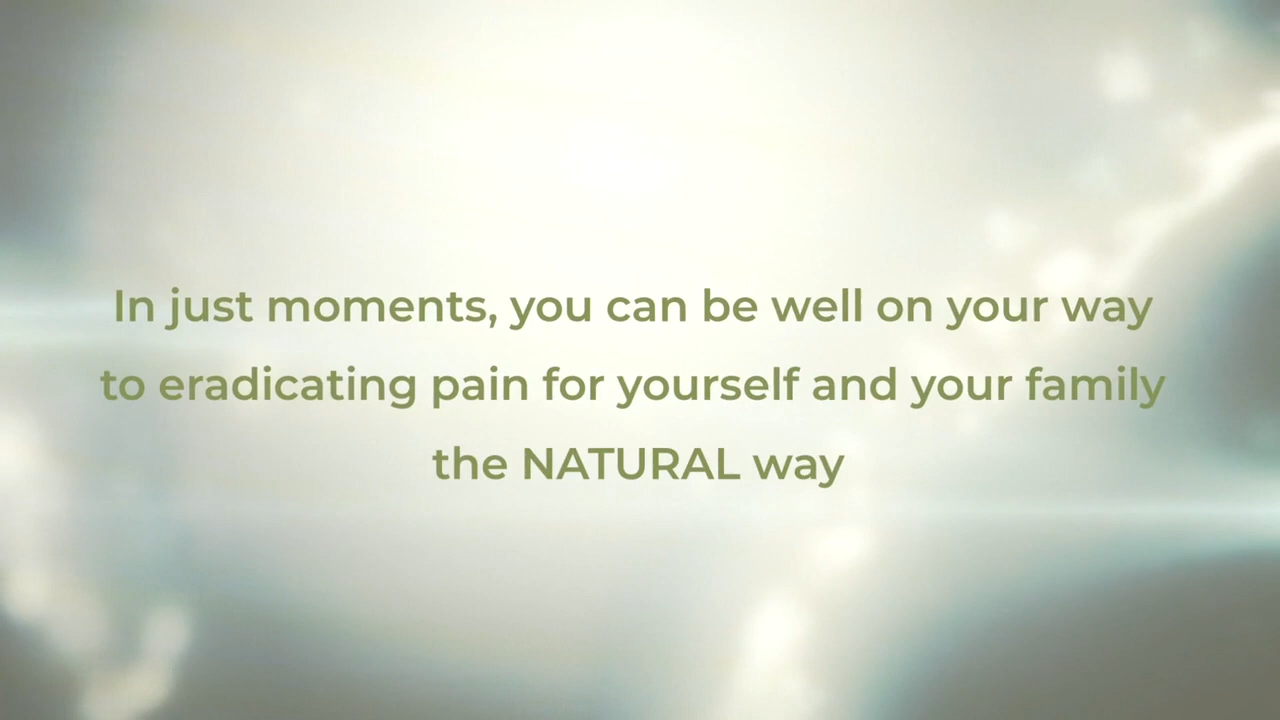 In just moments, you can be well on your way
to eradicating pain for yourself and your family
the NATURAL way